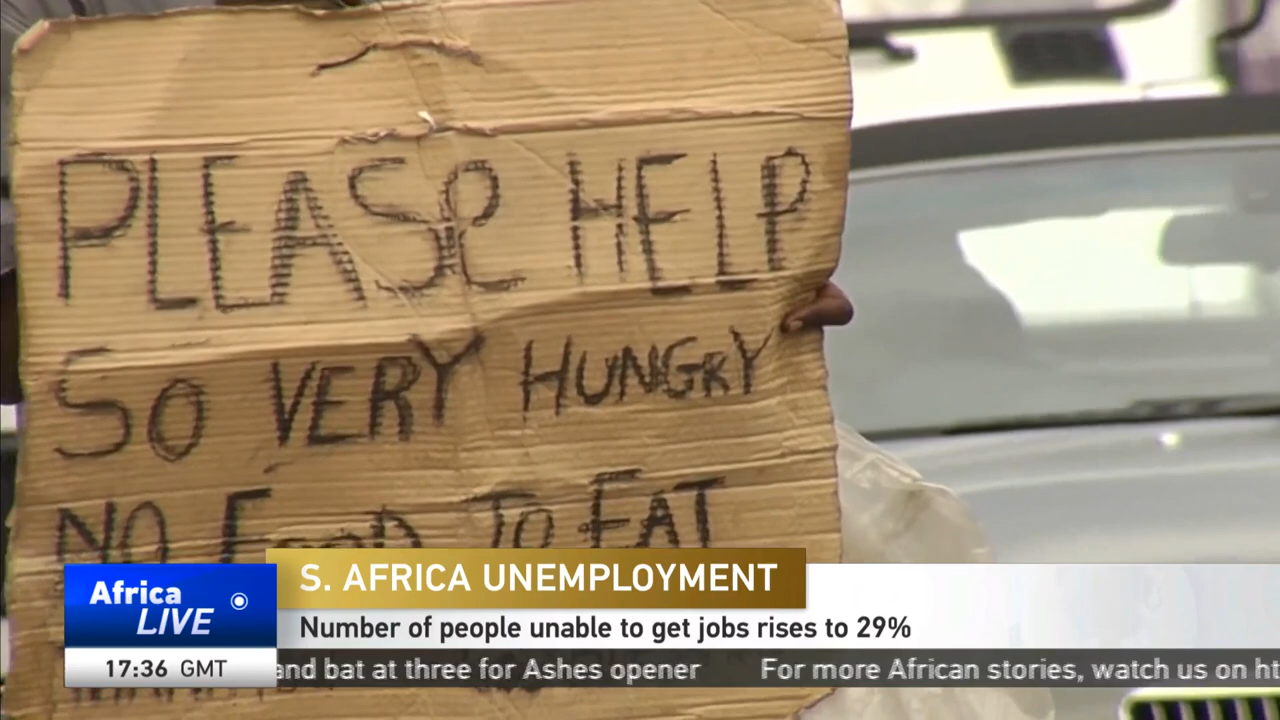 PLEASE HELP
SO VERY HUNGRY
NO FOOD TO EAT
S. AFRICA UNEMPLOYMENT
Africa
LIVE
Number of people unable to get jobs rises to 29%
17:36 GMT
and bat at three for Ashes opener For more African stories, watch us on